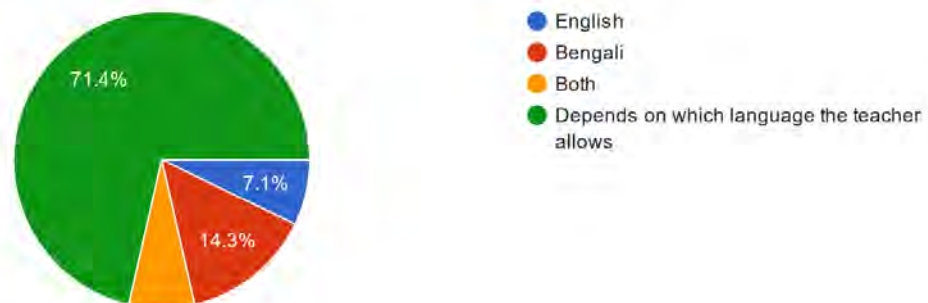 English
Bengali
Both
Depends on which language the teacher
allows
71.4%
7.1%
14.3%